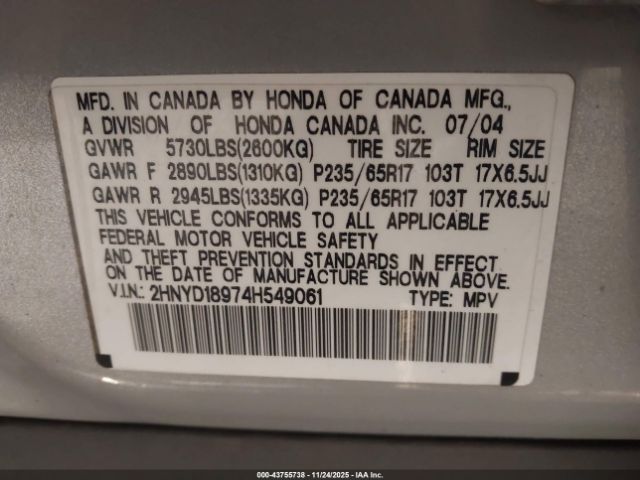 MFD. IN CANADA BY HONDA OF CANADA MFG.,
A DIVISION OF HONDA CANADA INC. 07/04
GVWR 5730LBS(2600KG) TIRE SIZE RIM SIZE
GAWR F 2890LBS(1310KG) P235/65R17 103T 17X6.5JJ
GAWR R 2945LBS(1335KG) P235/65R17 103T 17X6.5JJ
THIS VEHICLE CONFORMS TO ALL APPLICABLE
FEDERAL MOTOR VEHICLE SAFETY
AND THEFT PREVENTION STANDARDS IN EFFECT ON
THE DATE OF MANUFACTURE SHOWN ABOVE.
V.I.N.: 2HNYD18974H549061 TYPE: MPV
000-43755738 - 11/24/2025 - IAA Inc.